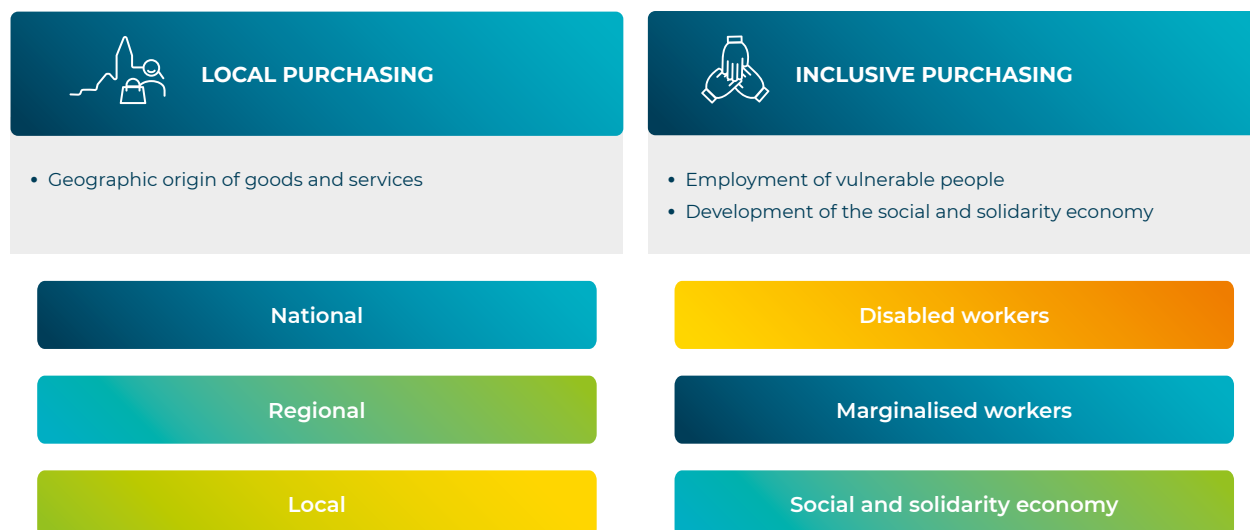 LOCAL PURCHASING
• Geographic origin of goods and services
National
Regional
Local
INCLUSIVE PURCHASING
• Employment of vulnerable people
• Development of the social and solidarity economy
Disabled workers
Marginalised workers
Social and solidarity economy